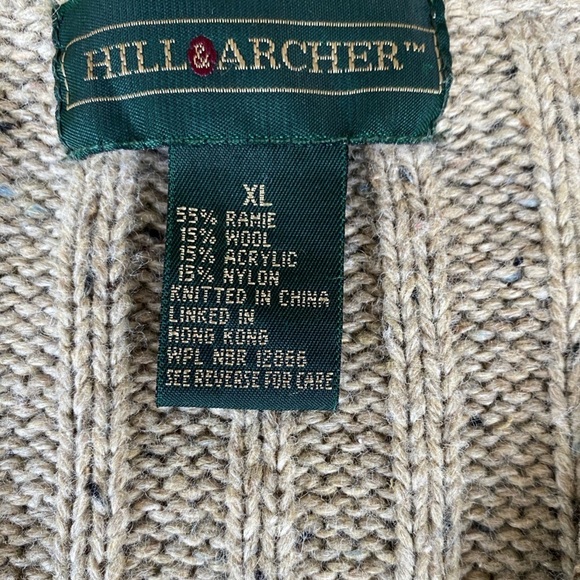 HILL&ARCHER™
XL
55% RAMIE
15% WOOL
15% ACRYLIC
15% NYLON
KNITTED IN CHINA
LINKED IN
HONG KONG
WPL NBR 12866
SEE REVERSE FOR CARE